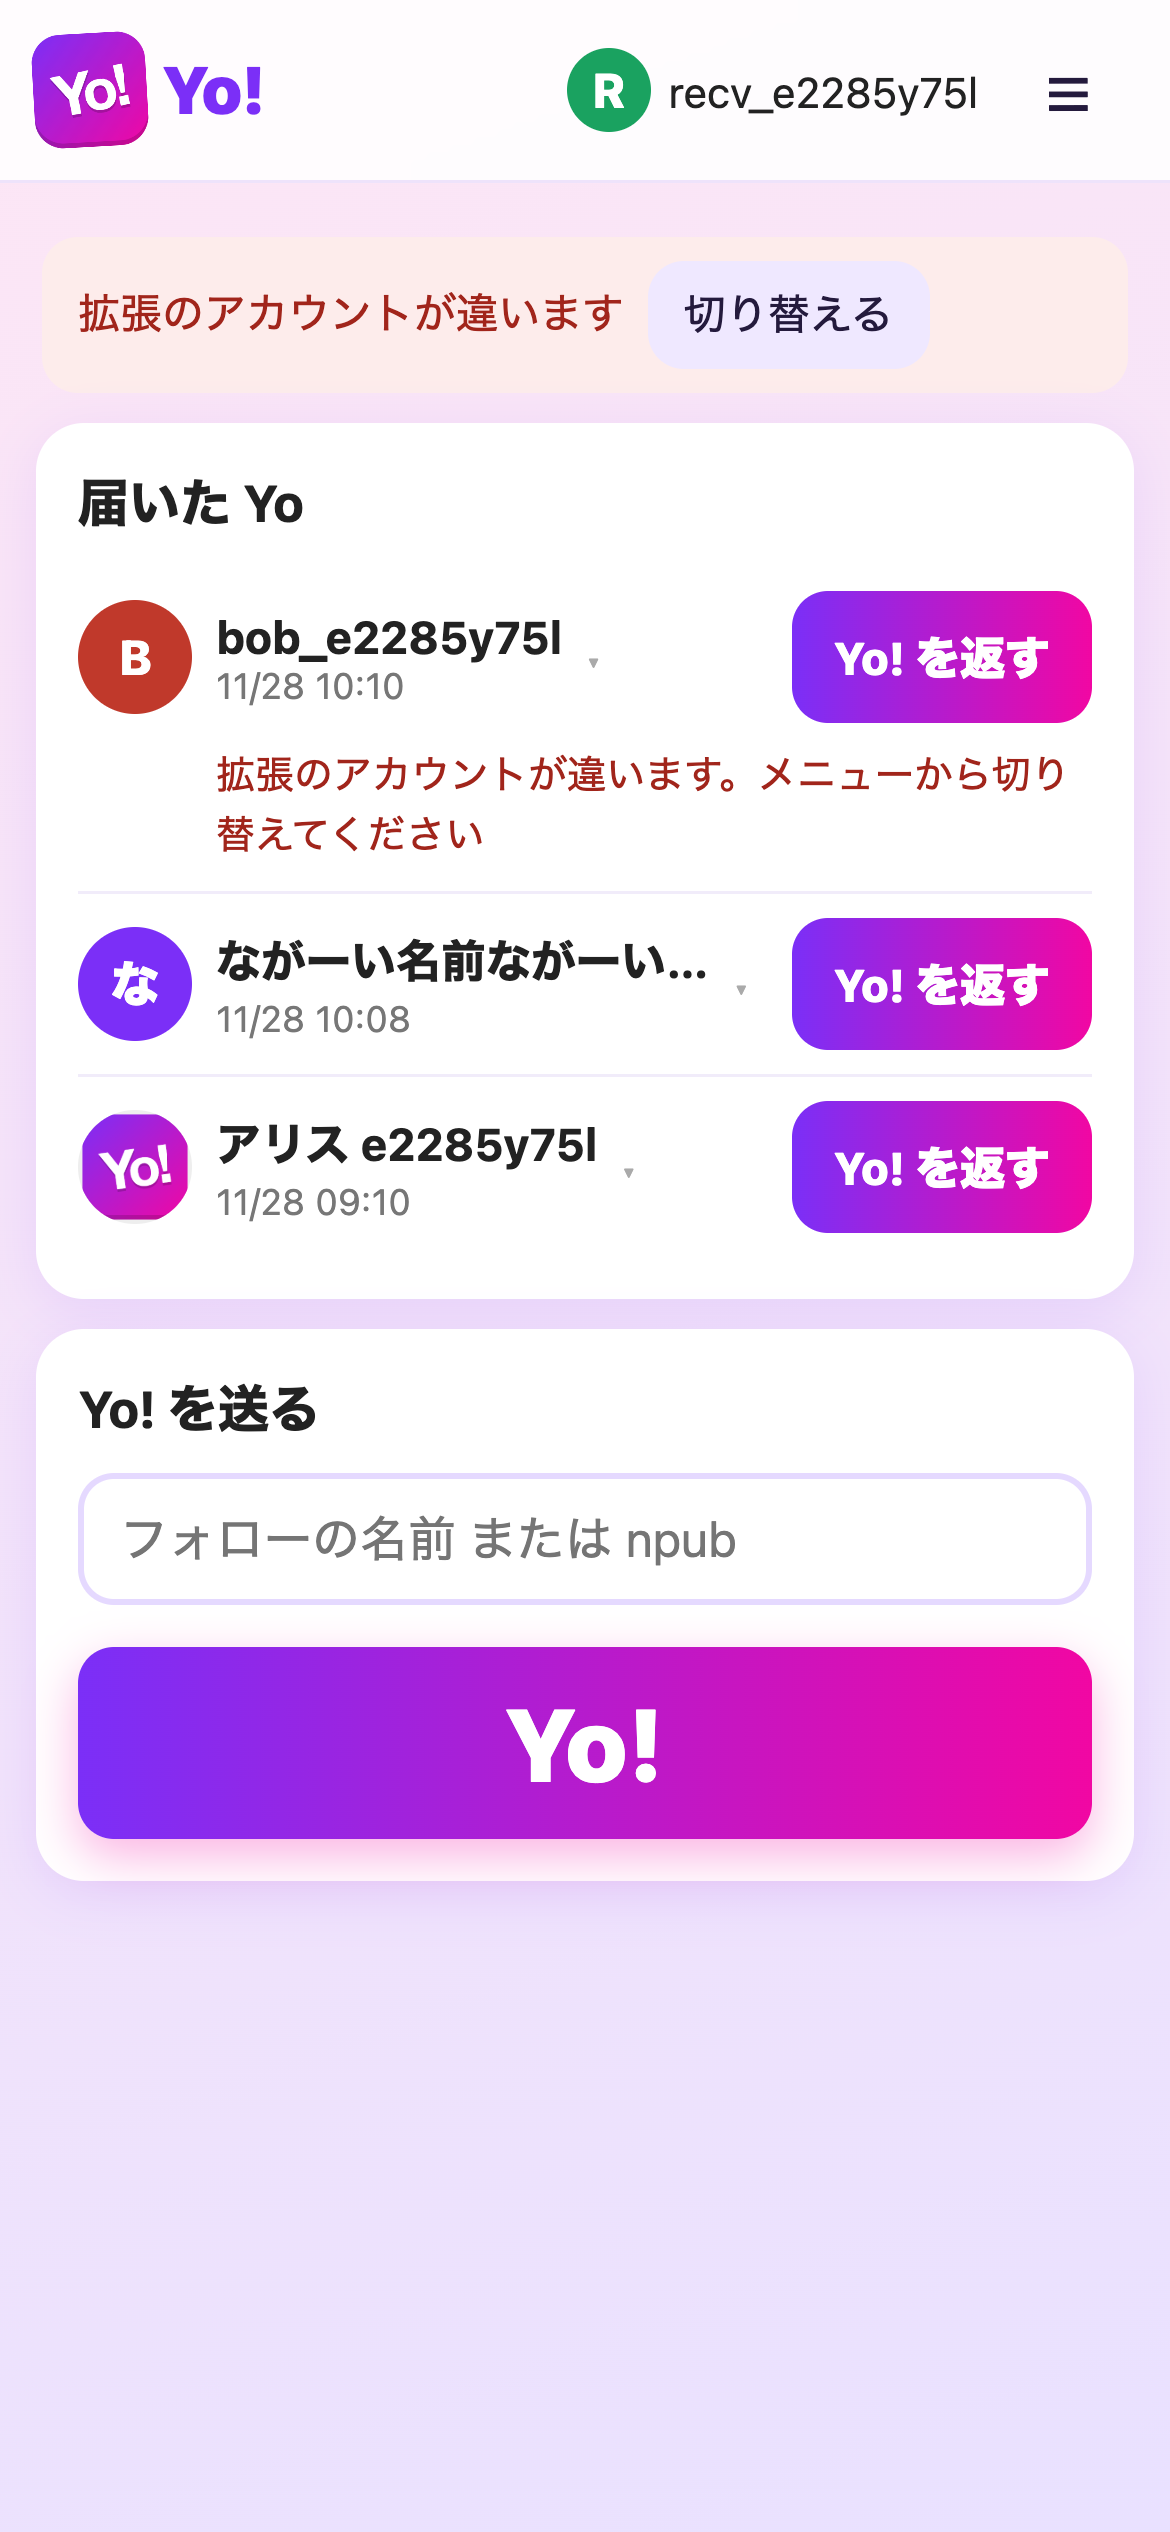 Yo! Yo! R recv_e2285y75l
拡張のアカウントが違います 切り替える
届いた Yo
B bob_e2285y75l
11/28 10:10
Yo! を返す
拡張のアカウントが違います。メニューから切り
替えてください
な ながーい名前ながーい...
11/28 10:08
Yo! を返す
Yo! アリス e2285y75l
11/28 09:10
Yo! を返す
Yo! を送る
フォローの名前 または npub
Yo!